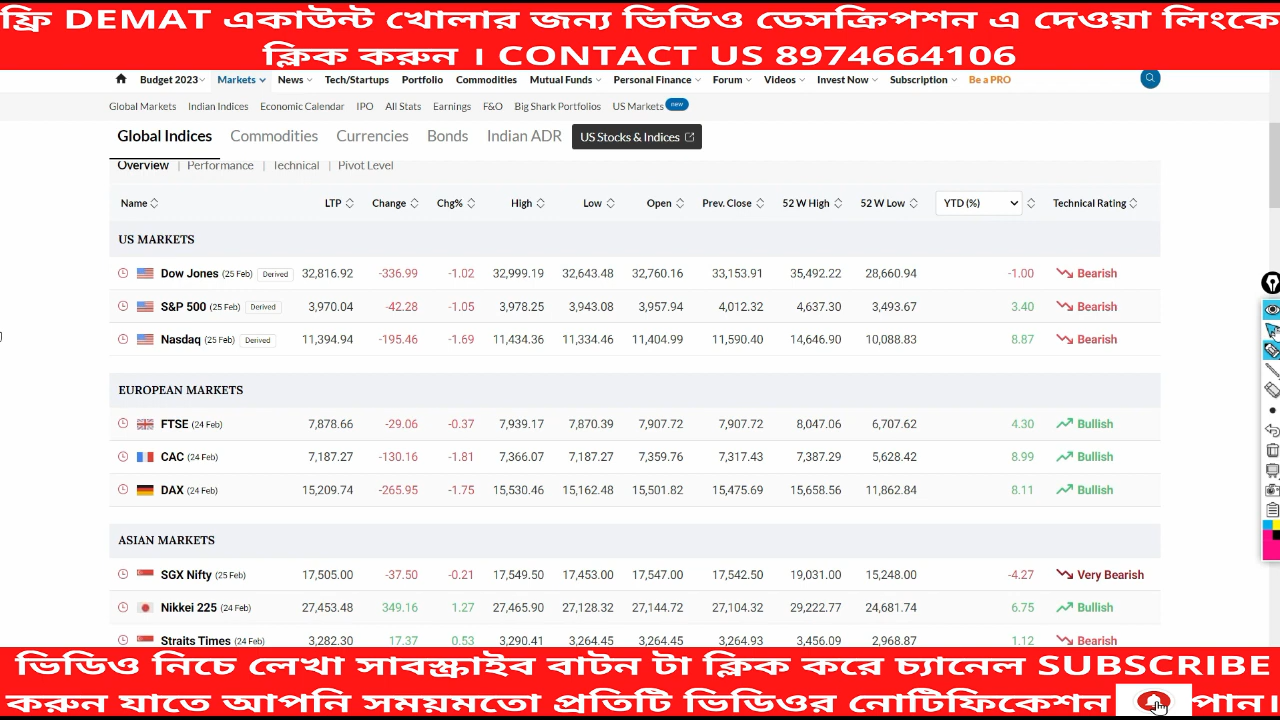 ফ্রি DEMAT একাউন্ট খোলার জন্য ভিডিও ডেসক্রিপশন এ দেওয়া লিংকে
ক্লিক করুন । CONTACT US 8974664106
Budget 2023 Markets News Tech/Startups Portfolio Commodities Mutual Funds Personal Finance Forum Videos Invest Now Subscription Be a PRO
Global Markets Indian Indices Economic Calendar IPO All Stats Earnings F&O Big Shark Portfolios US Markets new
Global Indices Commodities Currencies Bonds Indian ADR US Stocks & Indices
Overview | Performance | Technical | Pivot Level
Name LTP Change Chg% High Low Open Prev. Close 52 W High 52 W Low YTD (%) Technical Rating
US MARKETS
Dow Jones (25 Feb) Derived 32,816.92 -336.99 -1.02 32,999.19 32,643.48 32,760.16 33,153.91 35,492.22 28,660.94 -1.00 Bearish
S&P 500 (25 Feb) Derived 3,970.04 -42.28 -1.05 3,978.25 3,943.08 3,957.94 4,012.32 4,637.30 3,493.67 3.40 Bearish
Nasdaq (25 Feb) Derived 11,394.94 -195.46 -1.69 11,434.36 11,334.46 11,404.99 11,590.40 14,646.90 10,088.83 8.87 Bearish
EUROPEAN MARKETS
FTSE (24 Feb) 7,878.66 -29.06 -0.37 7,939.17 7,870.39 7,907.72 7,907.72 8,047.06 6,707.62 4.30 Bullish
CAC (24 Feb) 7,187.27 -130.16 -1.81 7,366.07 7,187.27 7,359.76 7,317.43 7,387.29 5,628.42 8.99 Bullish
DAX (24 Feb) 15,209.74 -265.95 -1.75 15,530.46 6,162.48 15,501.82 15,475.69 15,658.56 11,862.84 8.11 Bullish
ASIAN MARKETS
SGX Nifty (25 Feb) 17,505.00 -37.50 -0.21 17,549.50 17,453.00 17,547.00 17,542.50 19,031.00 15,248.00 -4.27 Very Bearish
Nikkei 225 (24 Feb) 27,453.48 349.16 1.27 27,465.90 27,128.32 27,144.72 27,104.32 29,222.77 24,681.74 6.75 Bullish
Straits Times (24 Feb) 3,282.30 17.37 0.53 3,290.41 3,264.45 3,264.45 3,264.93 3,456.09 2,968.87 1.12 Bearish
ভিডিও নিচে লেখা সাবস্ক্রাইব বাটন টা ক্লিক করে চ্যানেল SUBSCRIBE
করুন যাতে আপনি সময়মতো প্রতিটি ভিডিওর নোটিফিকেশন পান।